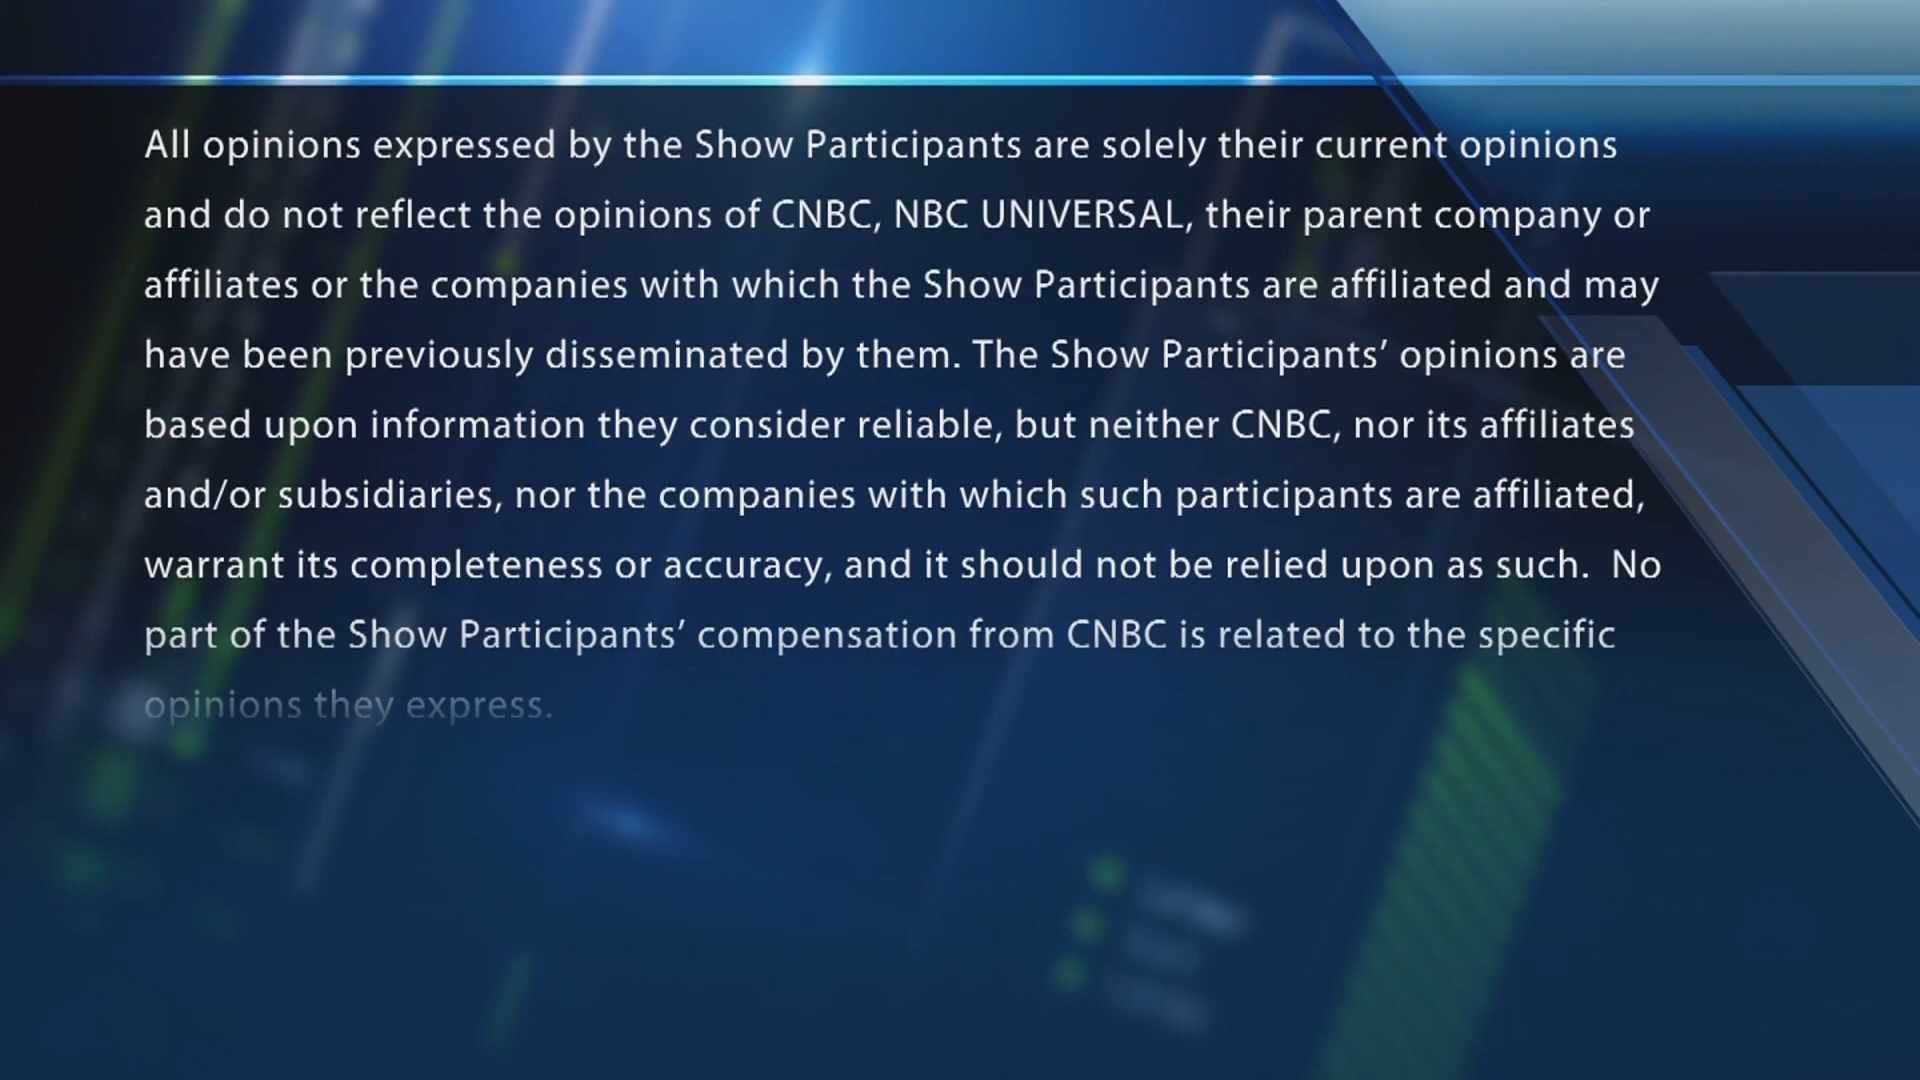 All opinions expressed by the Show Participants are solely their current opinions
and do not reflect the opinions of CNBC, NBC UNIVERSAL, their parent company or
affiliates or the companies with which the Show Participants are affiliated and may
have been previously disseminated by them. The Show Participants’ opinions are
based upon information they consider reliable, but neither CNBC, nor its affiliates
and/or subsidiaries, nor the companies with which such participants are affiliated,
warrant its completeness or accuracy, and it should not be relied upon as such.  No
part of the Show Participants’ compensation from CNBC is related to the specific
opinions they express.